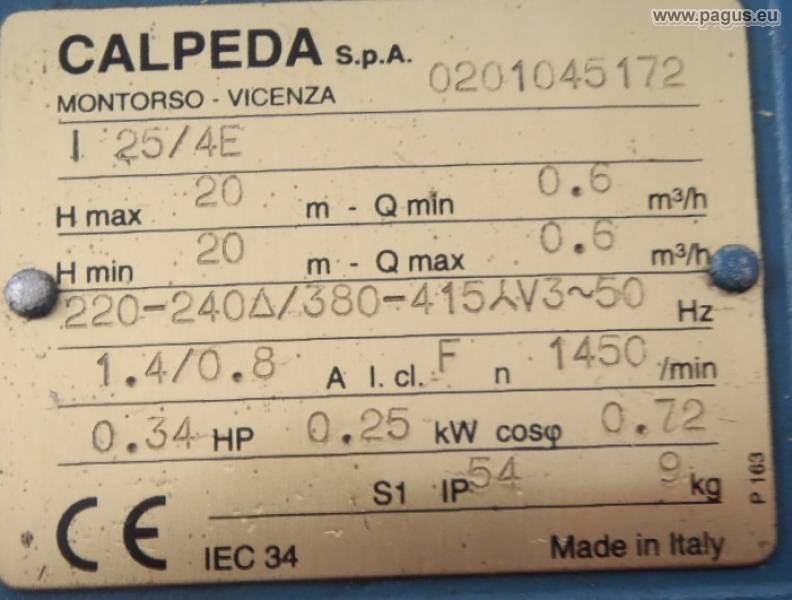 www.pagus.eu
CALPEDA S.p.A. 0201045172
MONTORSO - VICENZA
I 25/4E
H max 20 m - Q min 0.6 m³/h
H min 20 m - Q max 0.6 m³/h
220-240Δ/380-415⅄V3~50 Hz
1.4/0.8 A I. cl. F n 1450 /min
0.34 HP 0.25 kW cosφ 0.72
S1 IP 54 9 kg
CE IEC 34 Made in Italy
P 163